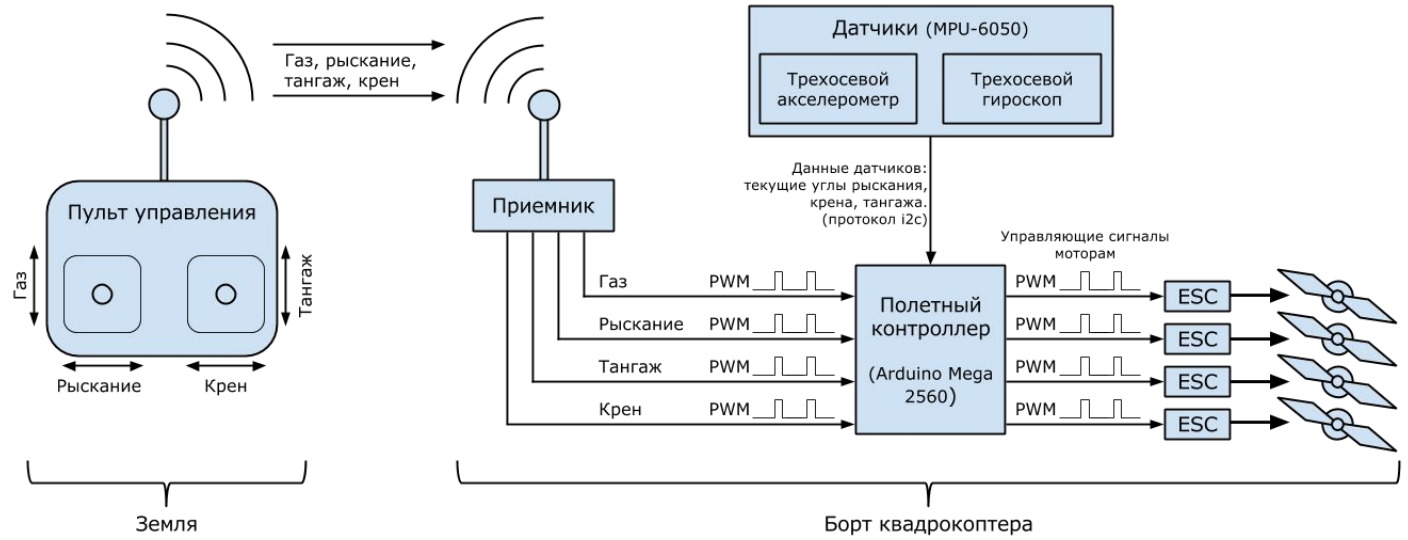 Газ, рыскание,
тангаж, крен
Датчики (MPU-6050)
Трехосевой
акселерометр
Трехосевой
гироскоп
Данные датчиков:
текущие углы рыскания,
крена, тангажа.
(протокол i2c)
Пульт управления
Газ
Тангаж
Рыскание
Крен
Приемник
Газ PWM
Рыскание PWM
Тангаж PWM
Крен PWM
Полетный
контроллер
(Arduino Mega
2560)
Управляющие сигналы
моторам
PWM ESC
PWM ESC
PWM ESC
PWM ESC
Земля
Борт квадрокоптера